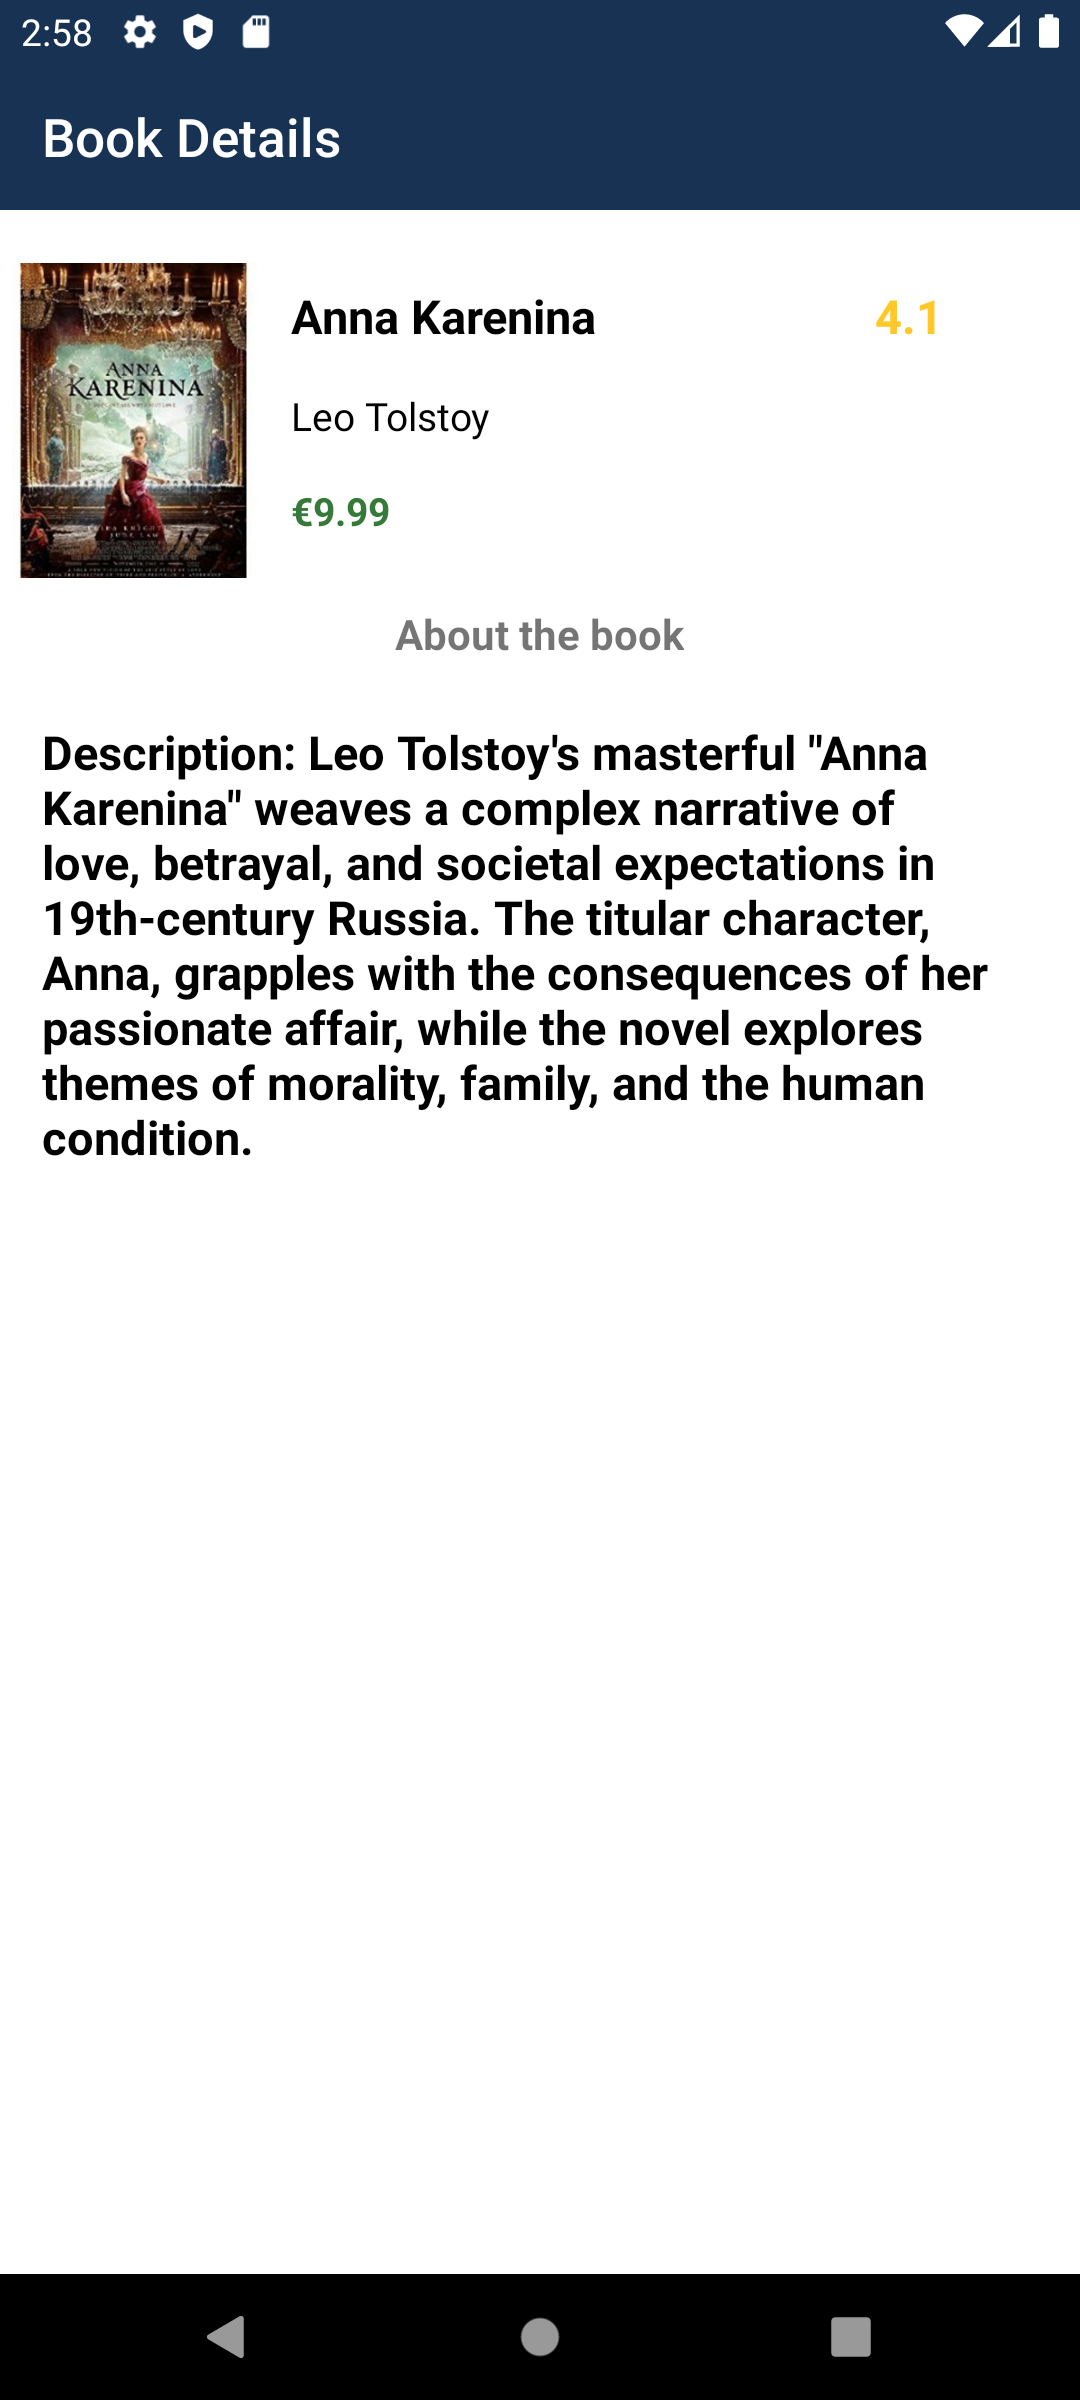 2:58
Book Details
ANNA
KARENINA
Anna Karenina
4.1
Leo Tolstoy
€9.99
About the book
Description: Leo Tolstoy's masterful "Anna
Karenina" weaves a complex narrative of
love, betrayal, and societal expectations in
19th-century Russia. The titular character,
Anna, grapples with the consequences of her
passionate affair, while the novel explores
themes of morality, family, and the human
condition.